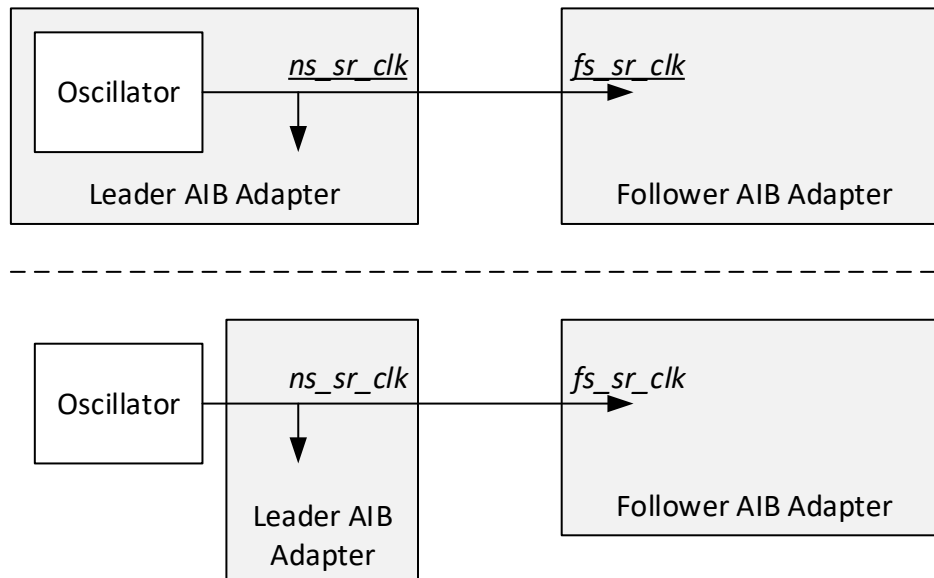 Oscillator
ns_sr_clk
fs_sr_clk
Leader AIB Adapter
Follower AIB Adapter
Oscillator
ns_sr_clk
fs_sr_clk
Leader AIB
Adapter
Follower AIB Adapter